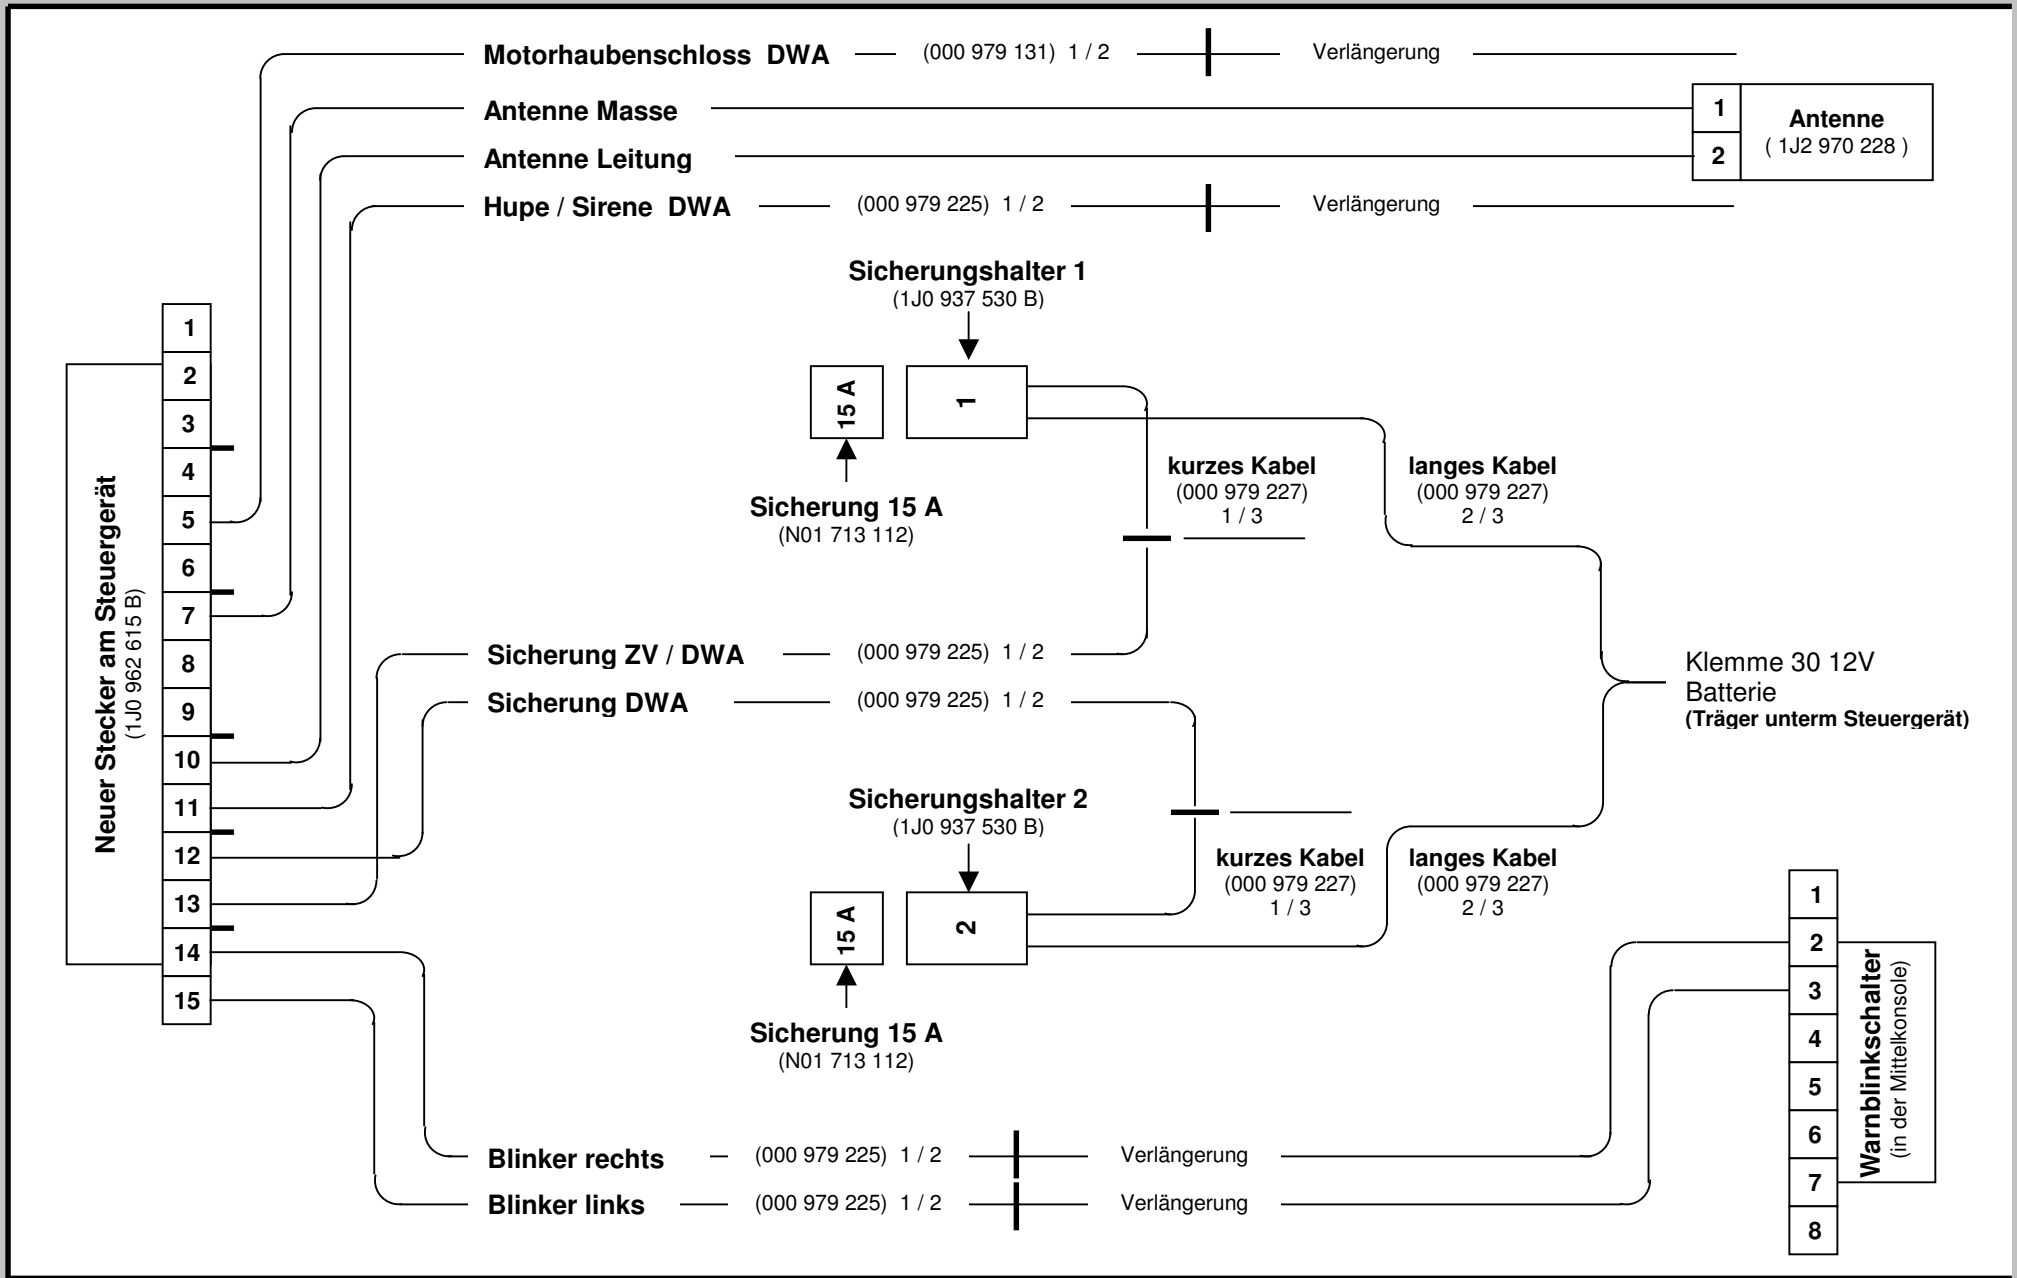 Motorhaubenschloss DWA (000 979 131) 1 / 2 Verlängerung
Antenne Masse
Antenne Leitung
1
2
Antenne
( 1J2 970 228 )
Hupe / Sirene DWA (000 979 225) 1 / 2 Verlängerung
Sicherungshalter 1
(1J0 937 530 B)
15 A
1
Sicherung 15 A
(N01 713 112)
kurzes Kabel
(000 979 227)
1 / 3
langes Kabel
(000 979 227)
2 / 3
Neuer Stecker am Steuergerät
(1J0 962 615 B)
1
2
3
4
5
6
7
8
9
10
11
12
13
14
15
Sicherung ZV / DWA (000 979 225) 1 / 2
Sicherung DWA (000 979 225) 1 / 2
Klemme 30 12V
Batterie
(Träger unterm Steuergerät)
Sicherungshalter 2
(1J0 937 530 B)
15 A
2
Sicherung 15 A
(N01 713 112)
kurzes Kabel
(000 979 227)
1 / 3
langes Kabel
(000 979 227)
2 / 3
1
2
3
4
5
6
7
8
Warnblinkschalter
(in der Mittelkonsole)
Blinker rechts (000 979 225) 1 / 2 Verlängerung
Blinker links (000 979 225) 1 / 2 Verlängerung